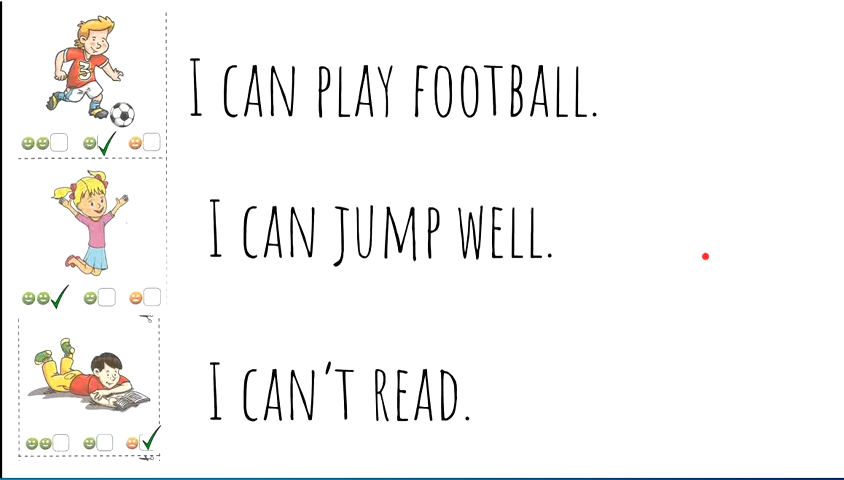 I CAN PLAY FOOTBALL.
I CAN JUMP WELL.
I CAN'T READ.